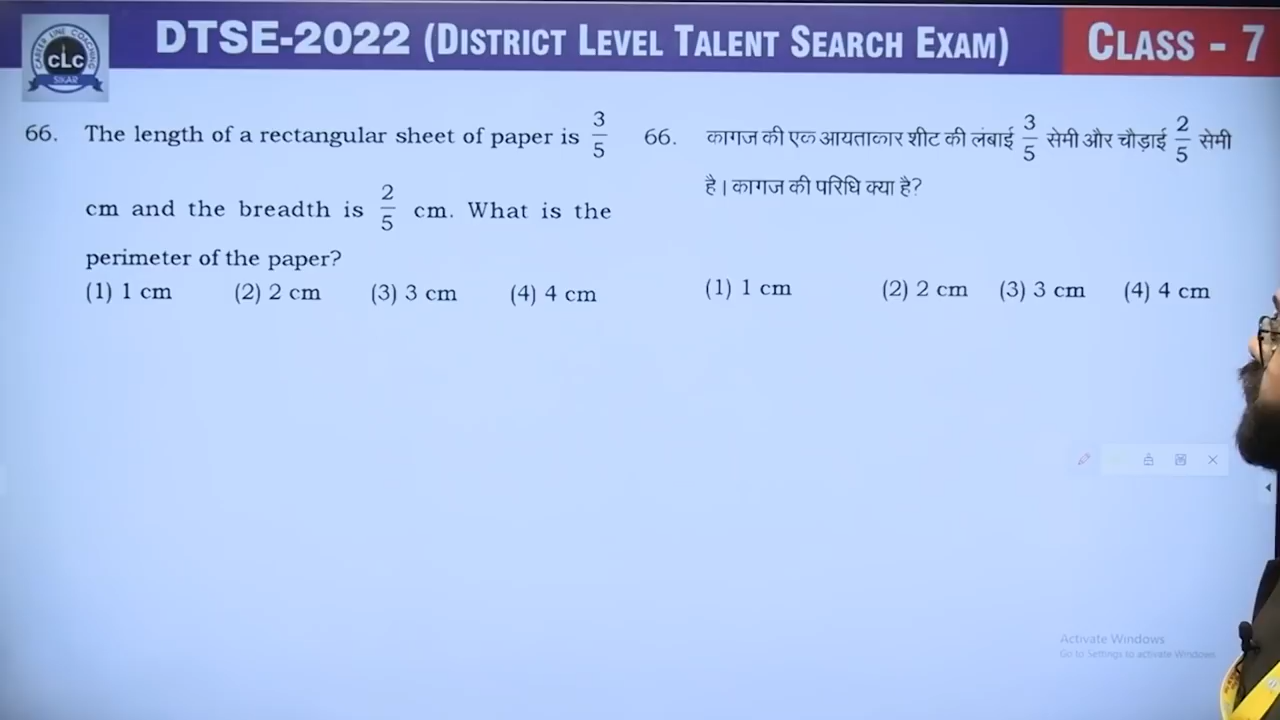 CAREER LINE COACHING
CLC
SIKAR
DTSE-2022 (DISTRICT LEVEL TALENT SEARCH EXAM)
CLASS - 7
66. The length of a rectangular sheet of paper is 3/5
cm and the breadth is 2/5 cm. What is the
perimeter of the paper?
(1) 1 cm (2) 2 cm (3) 3 cm (4) 4 cm
66. कागज की एक आयताकार शीट की लंबाई 3/5 सेमी और चौड़ाई 2/5 सेमी
है। कागज की परिधि क्या है?
(1) 1 cm (2) 2 cm (3) 3 cm (4) 4 cm
Activate Windows
Go to Settings to activate Windows.